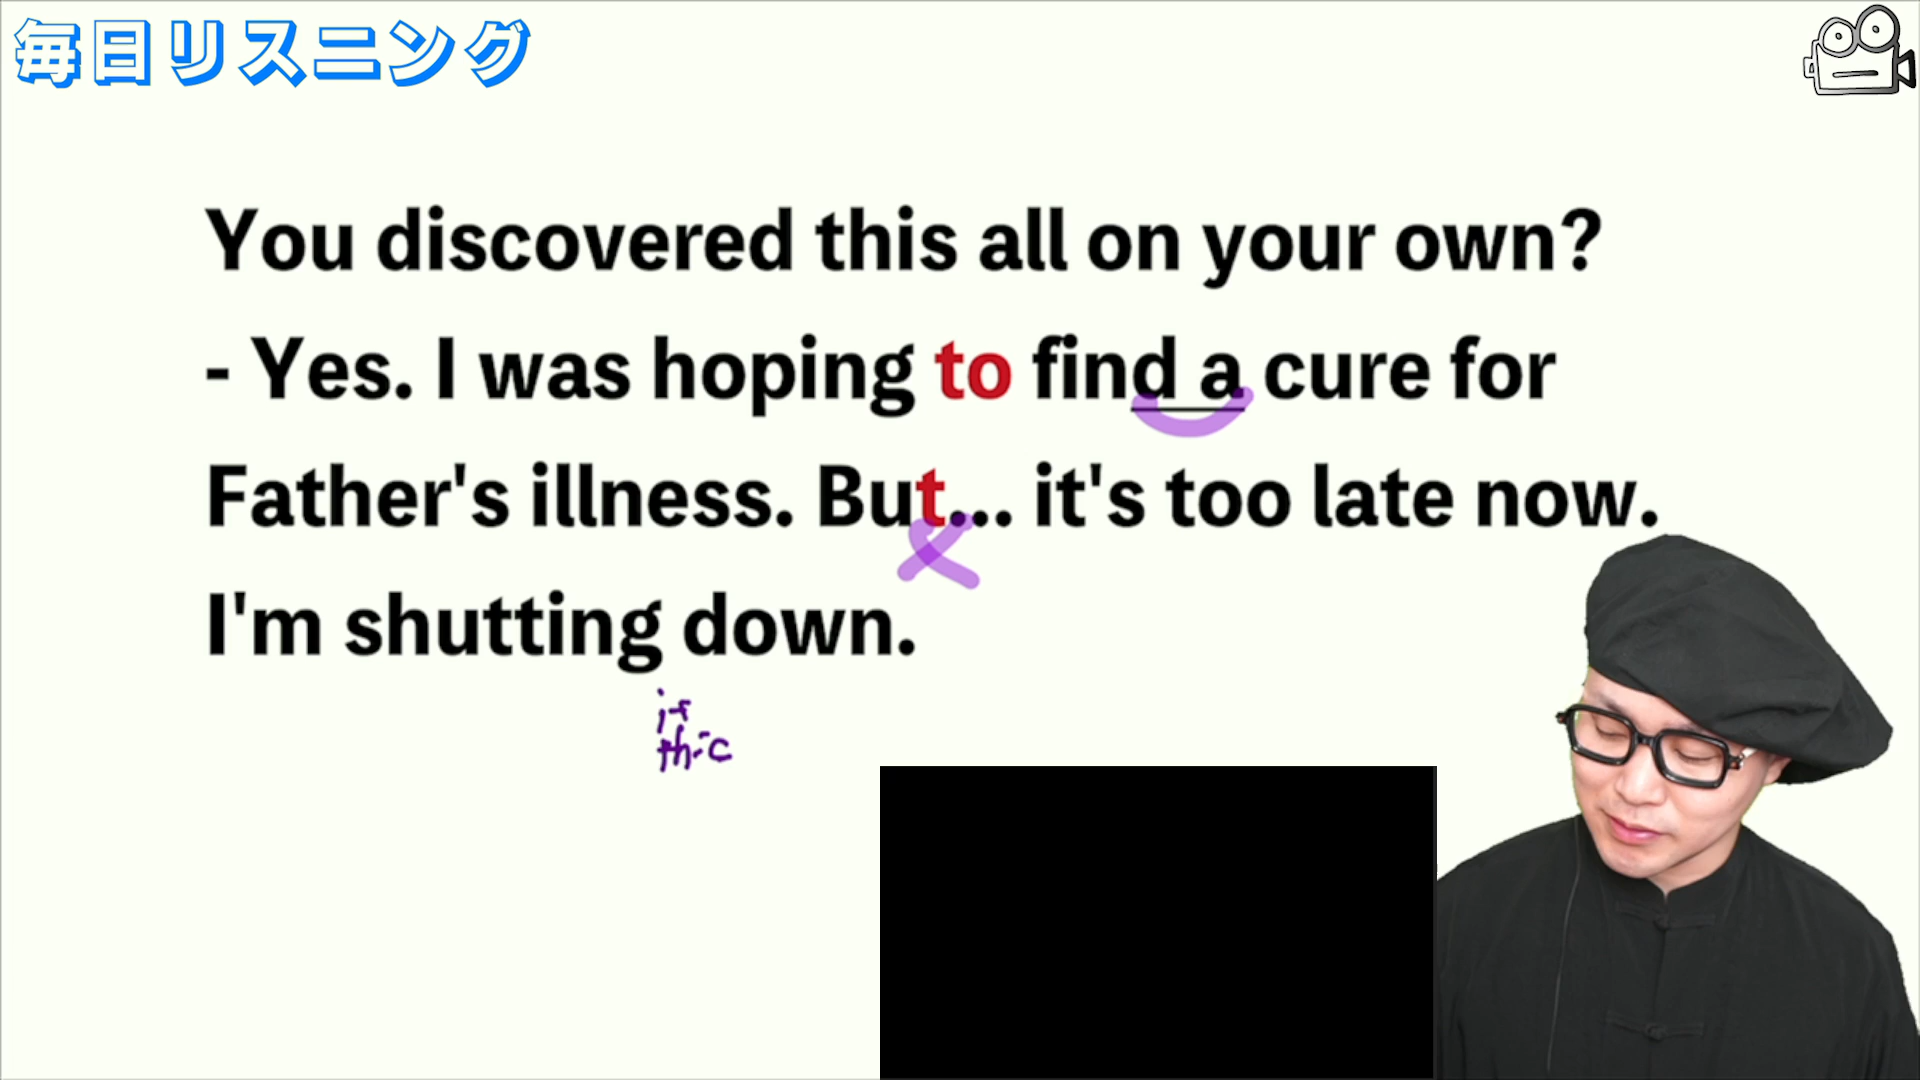 毎日リスニング
You discovered this all on your own?
- Yes. I was hoping to find a cure for
Father's illness. But... it's too late now.
I'm shutting down.